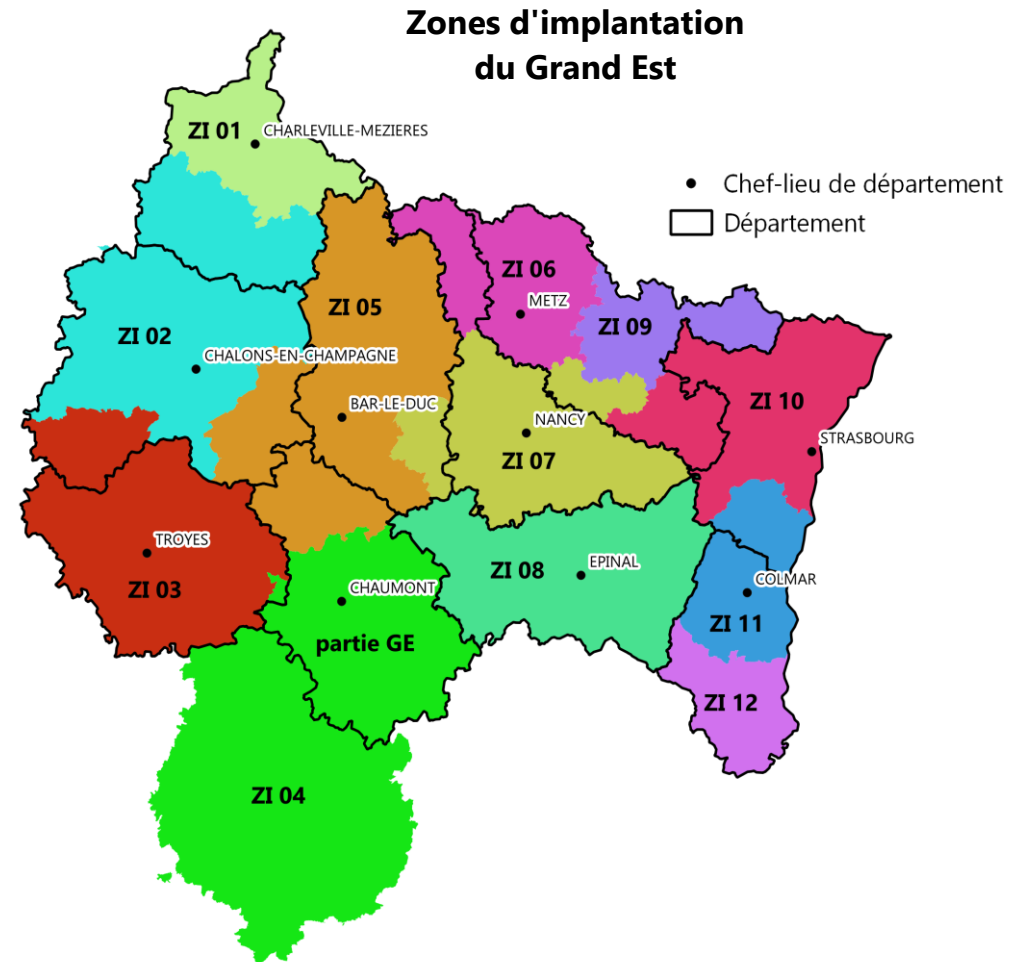 Zones d'implantation
du Grand Est
ZI 01
CHARLEVILLE-MEZIERES
Chef-lieu de département
Département
ZI 06
METZ
ZI 05
ZI 09
ZI 02
CHALONS-EN-CHAMPAGNE
BAR-LE-DUC
ZI 10
NANCY
STRASBOURG
ZI 07
TROYES
ZI 03
CHAUMONT
ZI 08
EPINAL
COLMAR
ZI 11
partie GE
ZI 12
ZI 04